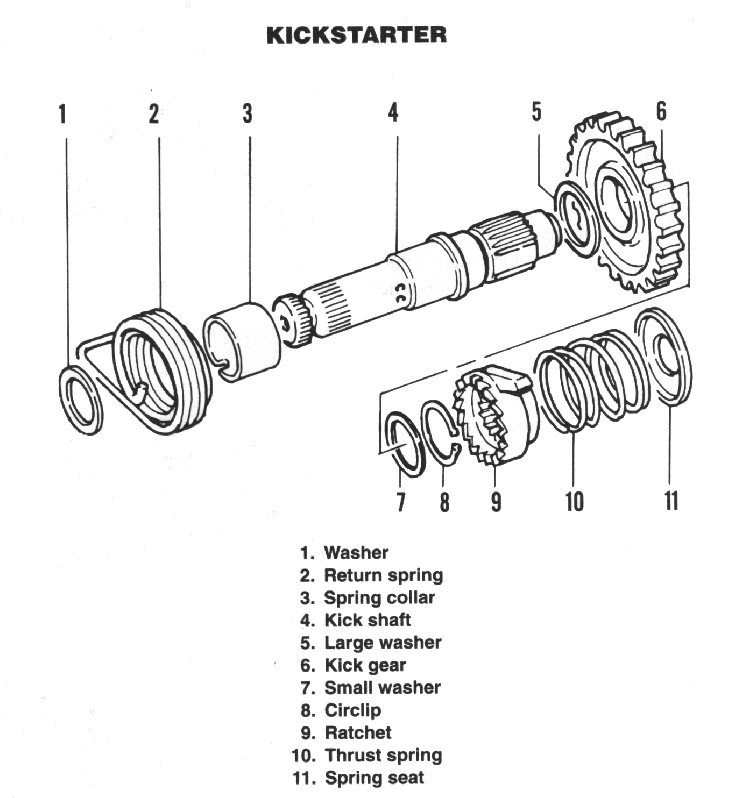 KICKSTARTER
1 2 3 4 5 6
7 8 9 10 11
1. Washer
2. Return spring
3. Spring collar
4. Kick shaft
5. Large washer
6. Kick gear
7. Small washer
8. Circlip
9. Ratchet
10. Thrust spring
11. Spring seat